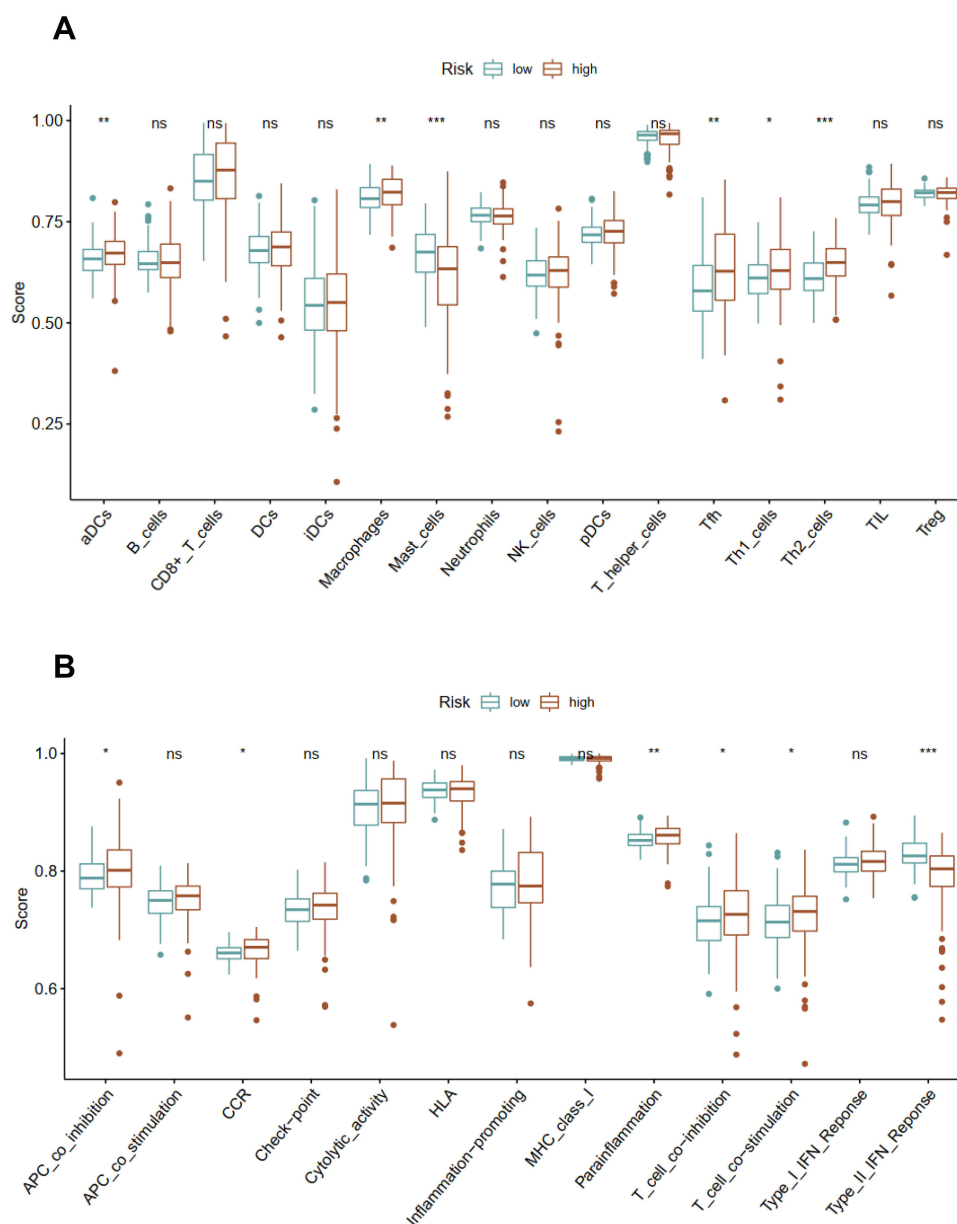 A
Risk low high
1.00
0.75
0.50
0.25
Score
** ns ns ns ns ** *** ns ns ns ns ** * *** ns ns
aDCs
B_cells
CD8+_T_cells
DCs
iDCs
Macrophages
Mast_cells
Neutrophils
NK_cells
pDCs
T_helper_cells
Tfh
Th1_cells
Th2_cells
TIL
Treg
B
Risk low high
1.0
0.8
0.6
Score
* ns * ns ns ns ns ns ** * * ns ***
APC_co_inhibition
APC_co_stimulation
CCR
Check-point
Cytolytic_activity
HLA
Inflammation-promoting
MHC_class_I
Parainflammation
T_cell_co-inhibition
T_cell_co-stimulation
Type_I_IFN_Reponse
Type_II_IFN_Reponse